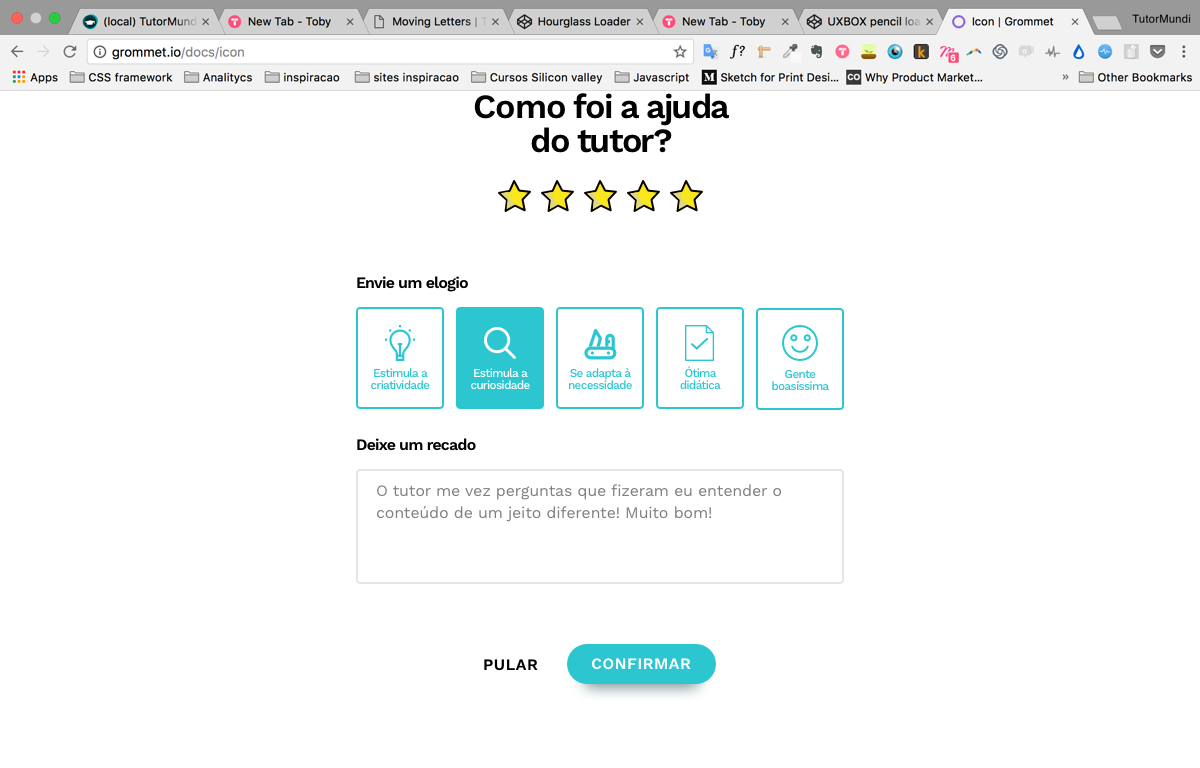 (local) TutorMund
New Tab - Toby
Moving Letters | T
Hourglass Loader
New Tab - Toby
UXBOX pencil loa
Icon | Grommet
TutorMundi
grommet.io/docs/icon
f?
6
Apps
CSS framework
Analitycs
inspiracao
sites inspiracao
Cursos Silicon valley
Javascript
M
Sketch for Print Desi...
CO
Why Product Market...
»
Other Bookmarks
Como foi a ajuda
do tutor?
Envie um elogio
Estimula a
criatividade
Estimula a
curiosidade
Se adapta à
necessidade
Ótima
didática
Gente
boasíssima
Deixe um recado
O tutor me vez perguntas que fizeram eu entender o
conteúdo de um jeito diferente! Muito bom!
PULAR
CONFIRMAR